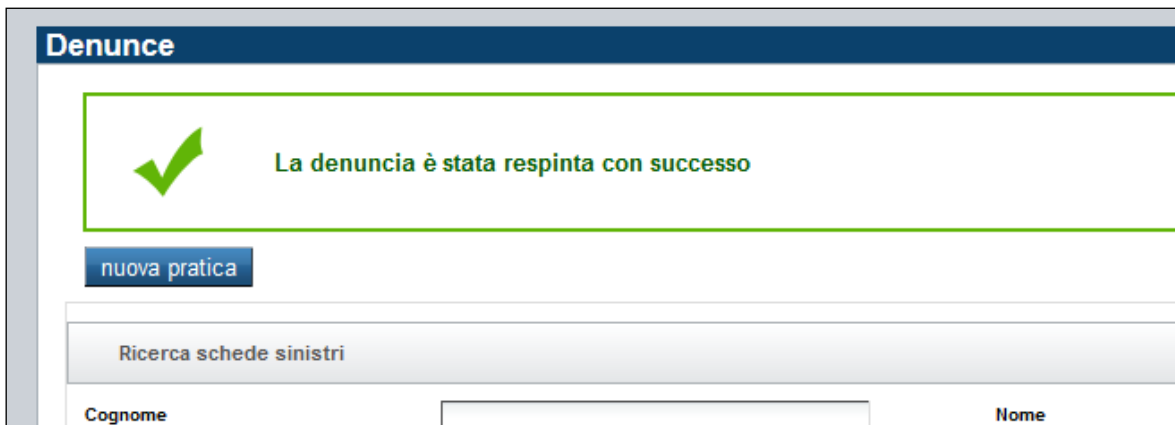 Denunce
La denuncia è stata respinta con successo
nuova pratica
Ricerca schede sinistri
Cognome Nome